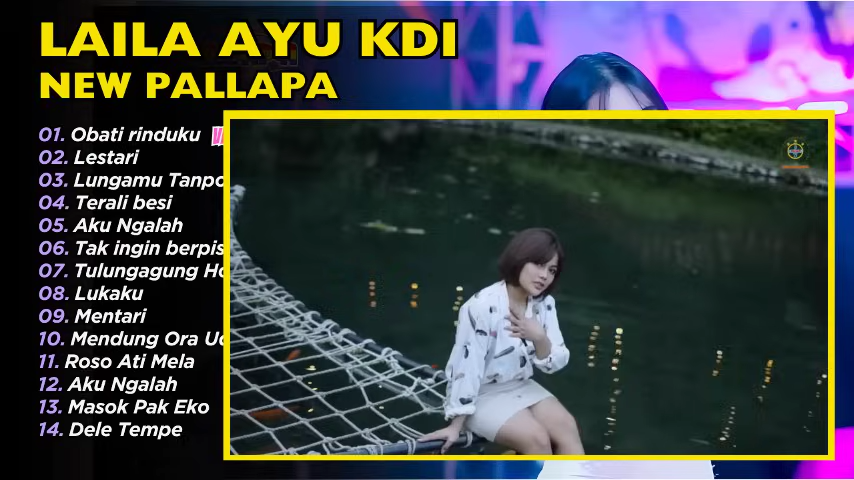 LAILA AYU KDI
NEW PALLAPA
01. Obati rinduku
02. Lestari
03. Lungamu Tanpo
04. Terali besi
05. Aku Ngalah
06. Tak ingin berpis
07. Tulungagung
08. Lukaku
09. Mentari
10. Mendung Ora
11. Roso Ati Mela
12. Aku Ngalah
13. Masok Pak Eko
14. Dele Tempe